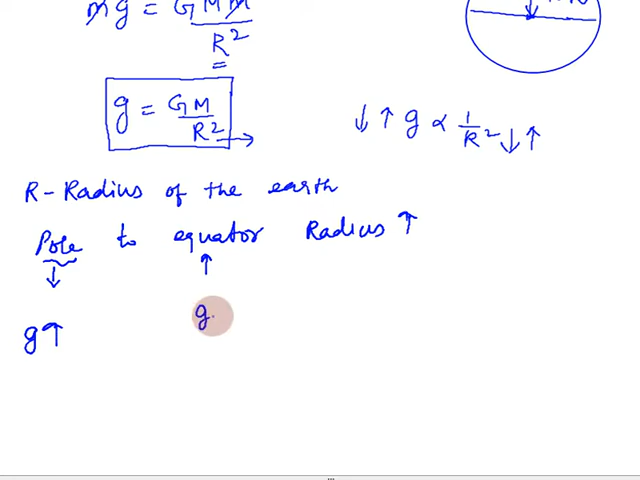 mg = GMm
R²
=
g = GM
R²
↓ ↑ g ∝ 1/R² ↓ ↑
R - Radius of the earth
Pole to equator Radius ↑
↓ ↑
g↑ g.